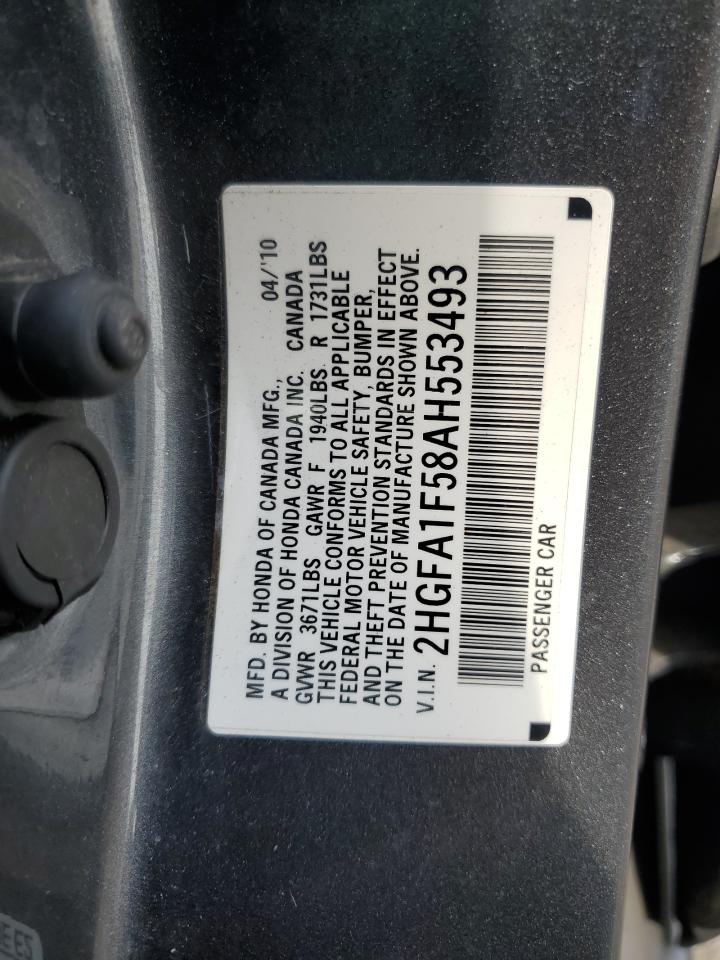 MFD. BY HONDA OF CANADA MFG., 04/'10
A DIVISION OF HONDA CANADA INC. CANADA
GVWR 3671LBS GAWR F 1940LBS. R 1731LBS
THIS VEHICLE CONFORMS TO ALL APPLICABLE
FEDERAL MOTOR VEHICLE SAFETY, BUMPER,
AND THEFT PREVENTION STANDARDS IN EFFECT
ON THE DATE OF MANUFACTURE SHOWN ABOVE.
V.I.N. 2HGFA1F58AH553493
PASSENGER CAR